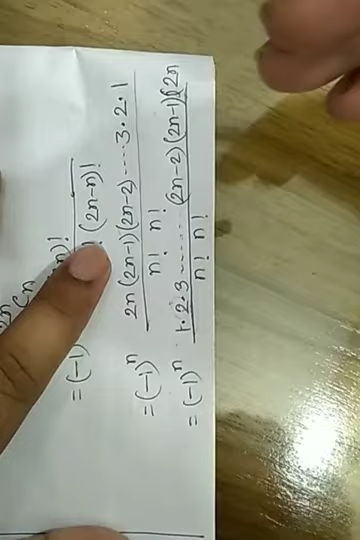 2n
= (-1) (2n-n)!
= (-1)^n 2n (2n-1)(2n-2) ---- 3 . 2 . 1 / n! n!
= (-1)^n 1 . 2 . 3 ------ (2n-2) (2n-1)(2n / n! n!